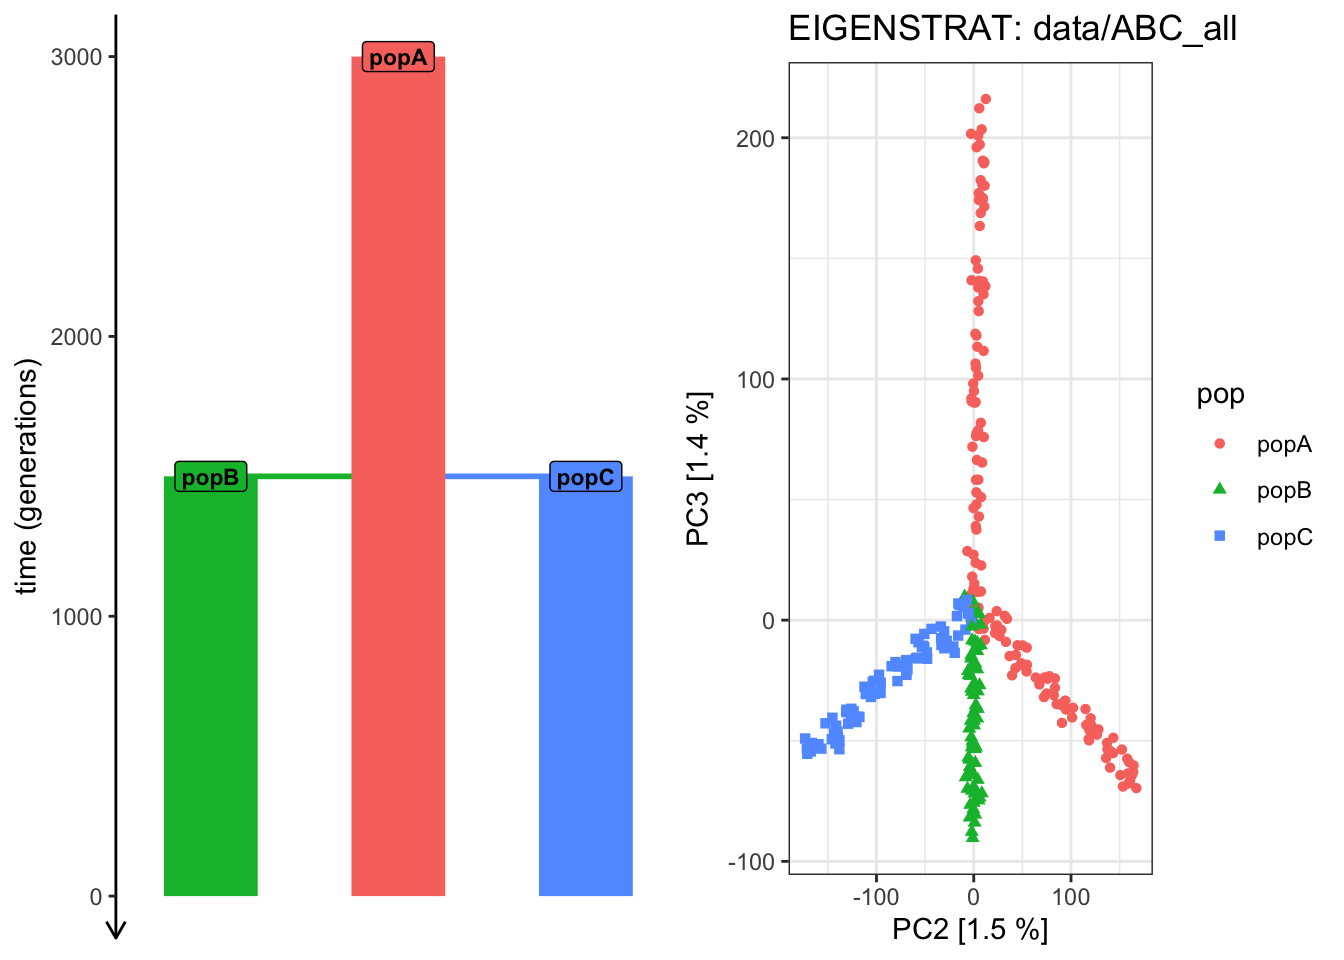 time (generations)
3000
2000
1000
0
popA
popB
popC
EIGENSTRAT: data/ABC_all
PC3 [1.4 %]
200
100
0
-100
-100
0
100
PC2 [1.5 %]
pop
popA
popB
popC